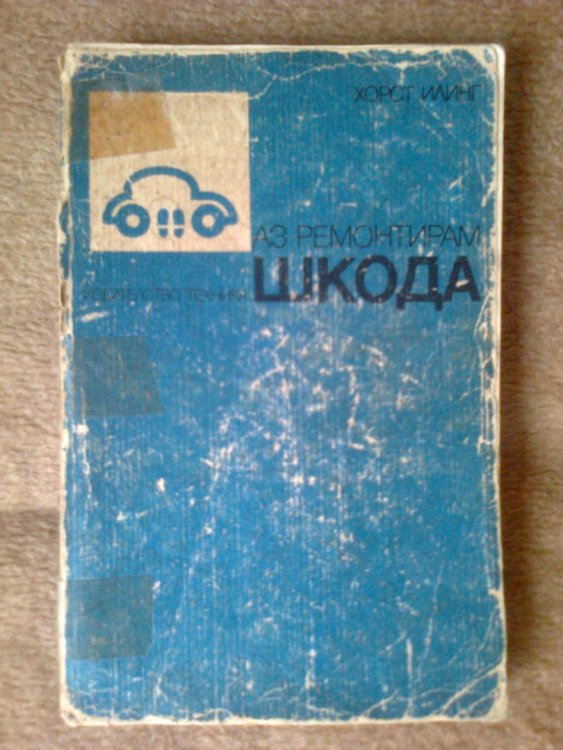 ХОРСТ ИЛИНГ
АЗ РЕМОНТИРАМ
ШКОДА
ИЗДАТЕЛСТВО ТЕХНИКА